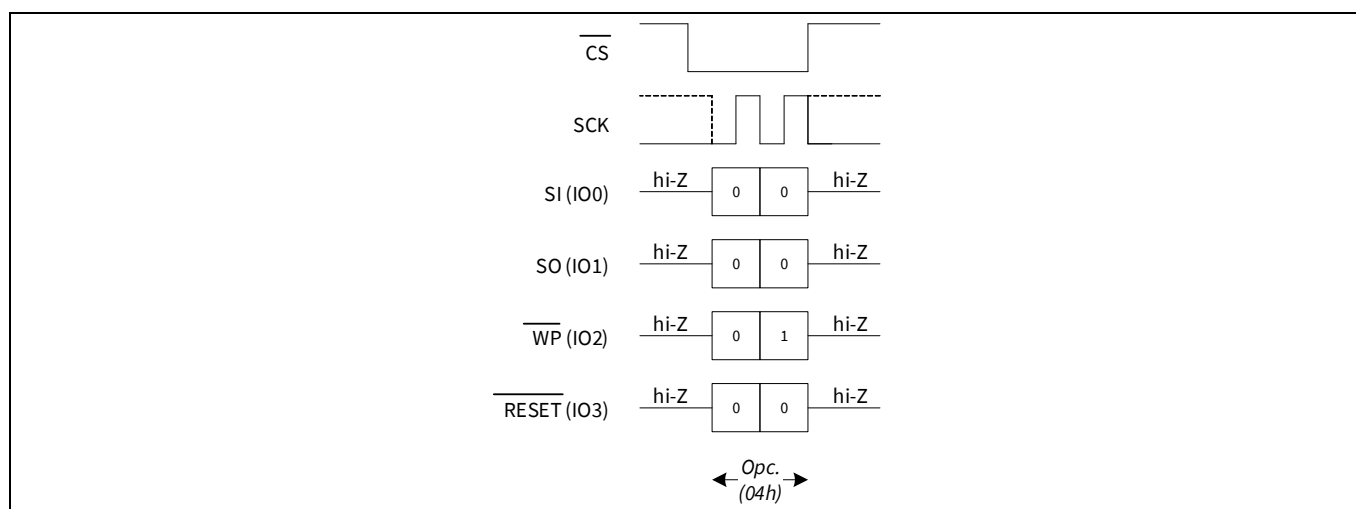 CS
SCK
SI (IO0) hi-Z 0 0 hi-Z
SO (IO1) hi-Z 0 0 hi-Z
WP (IO2) hi-Z 0 1 hi-Z
RESET (IO3) hi-Z 0 0 hi-Z
Opc.
(04h)